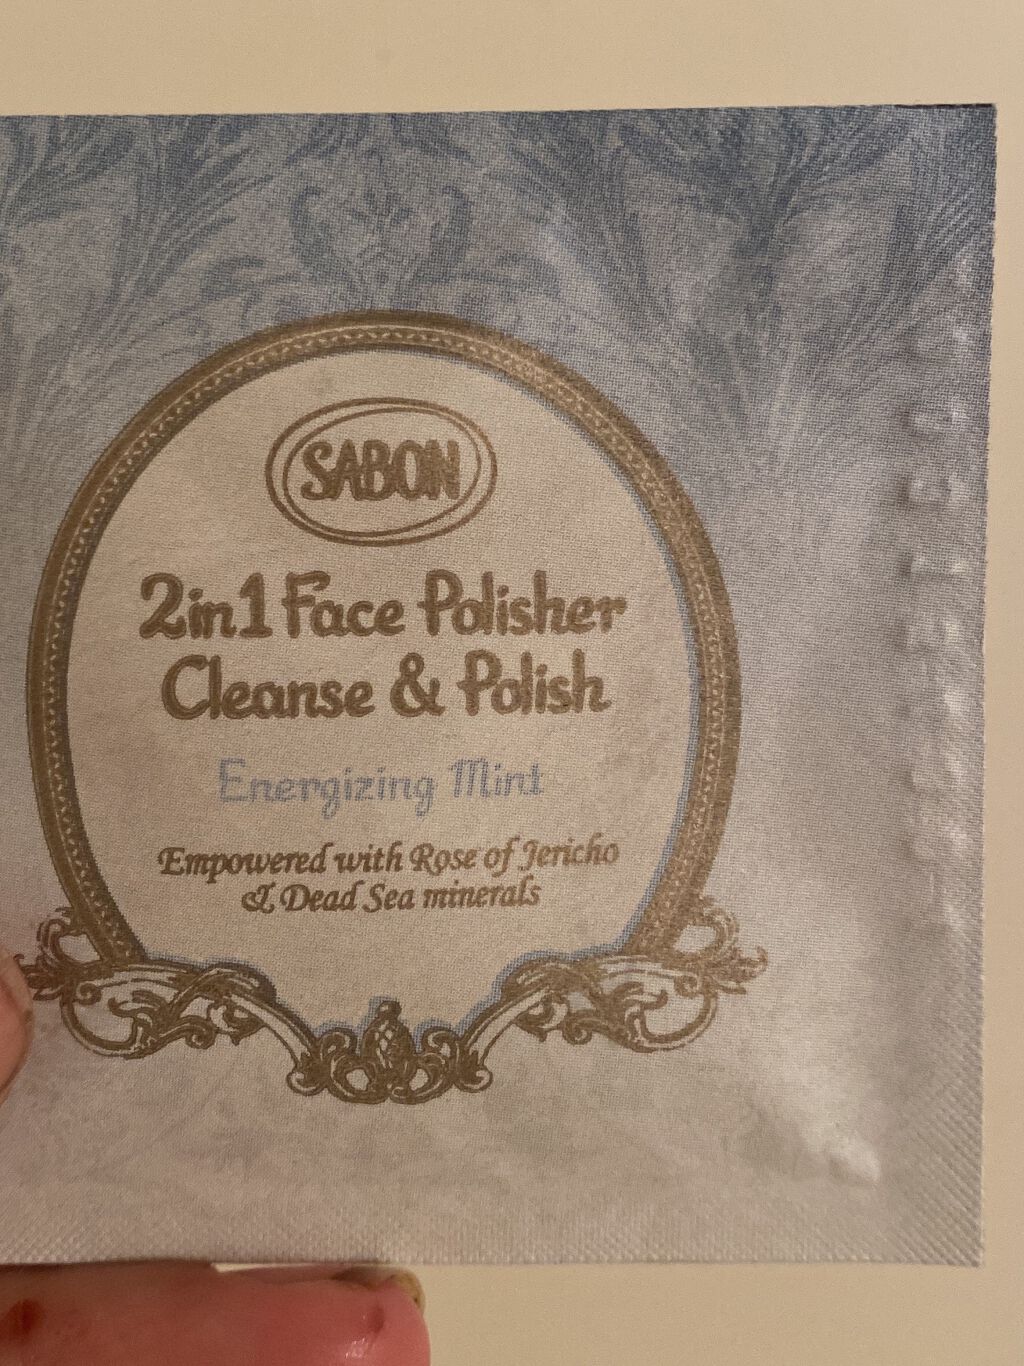 SABON
2in1 Face Polisher
Cleanse & Polish
Energizing Mint
Empowered with Rose of Jericho
& Dead Sea minerals